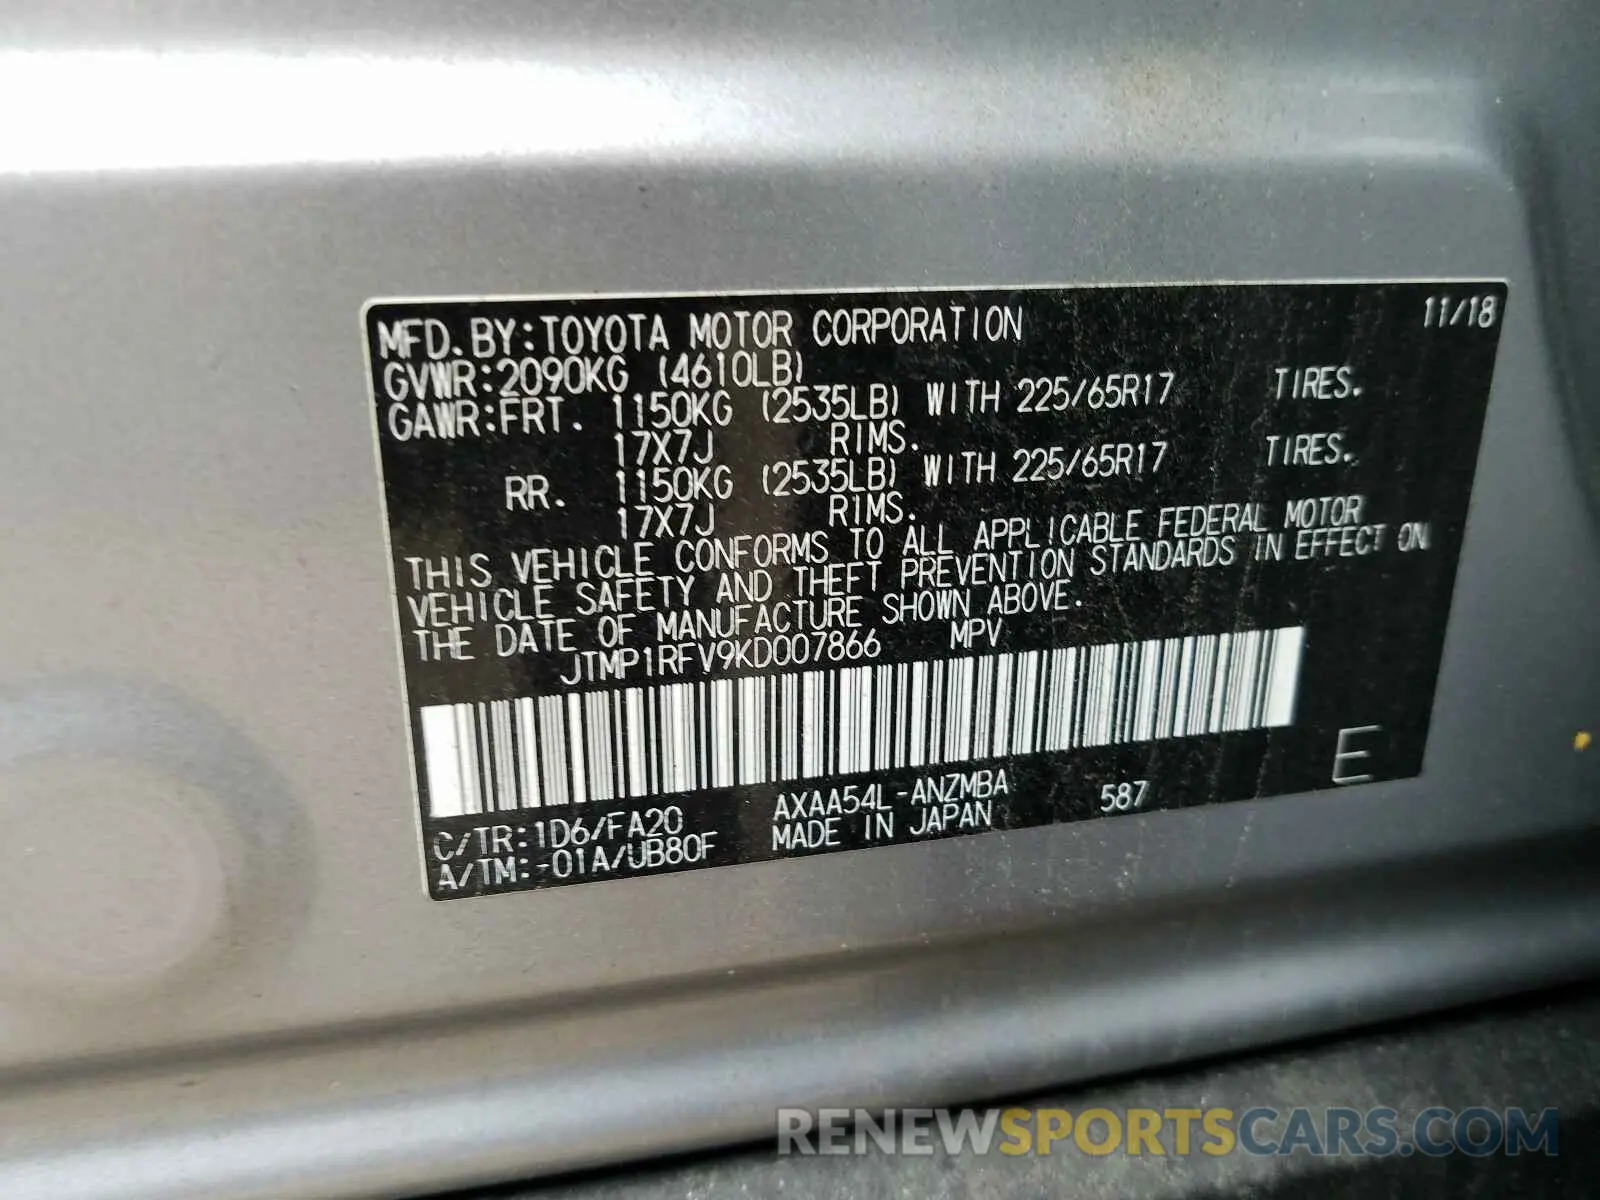 MFD. BY: TOYOTA MOTOR CORPORATION 11/18
GVWR: 2090KG (4610LB)
GAWR: FRT. 1150KG (2535LB) WITH 225/65R17 TIRES.
17X7J RIMS.
RR. 1150KG (2535LB) WITH 225/65R17 TIRES.
17X7J RIMS.
THIS VEHICLE CONFORMS TO ALL APPLICABLE FEDERAL MOTOR
VEHICLE SAFETY AND THEFT PREVENTION STANDARDS IN EFFECT ON
THE DATE OF MANUFACTURE SHOWN ABOVE.
JTMP1RFV9KD007866 MPV
E
C/TR: 1D6/FA20 AXAA54L-ANZMBA 587
A/TM: -01A/UB80F MADE IN JAPAN
RENEWSPORTSCARS.COM